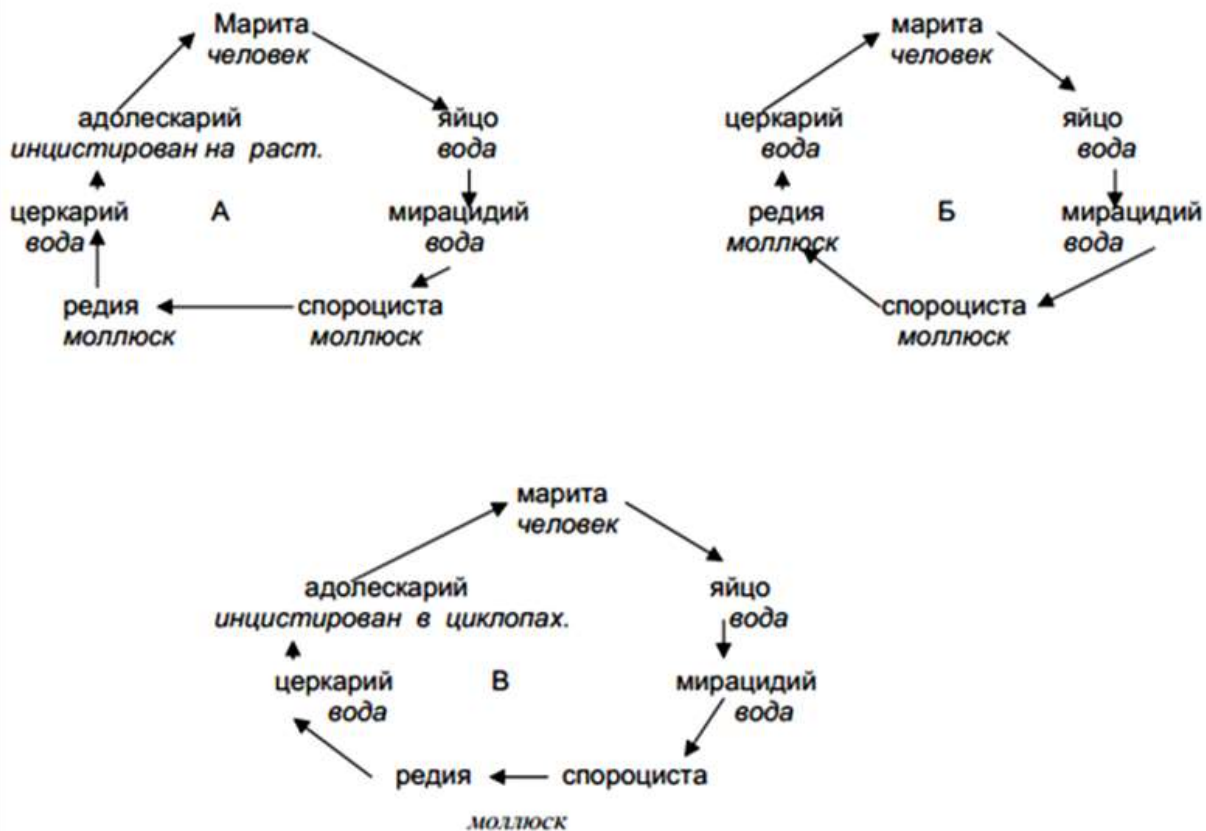 Марита
человек
адолескарий
инцистирован на раст.
яйцо
вода
церкарий
вода
А
мирацидий
вода
редия
моллюск
спороциста
моллюск
марита
человек
церкарий
вода
яйцо
вода
редия
моллюск
Б
мирацидий
вода
спороциста
моллюск
марита
человек
адолескарий
инцистирован в циклопах.
яйцо
вода
церкарий
вода
В
мирацидий
вода
редия
спороциста
моллюск